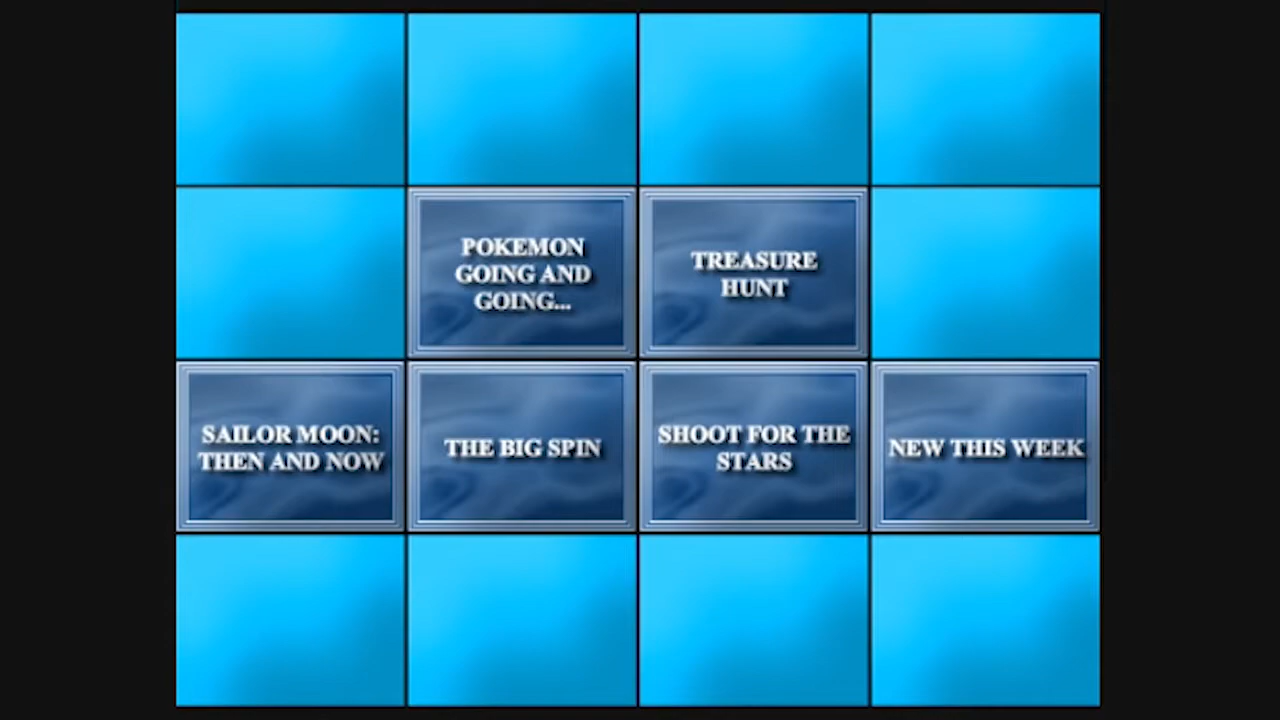 POKEMON
GOING AND
GOING...
TREASURE
HUNT
SAILOR MOON:
THEN AND NOW
THE BIG SPIN
SHOOT FOR THE
STARS
NEW THIS WEEK